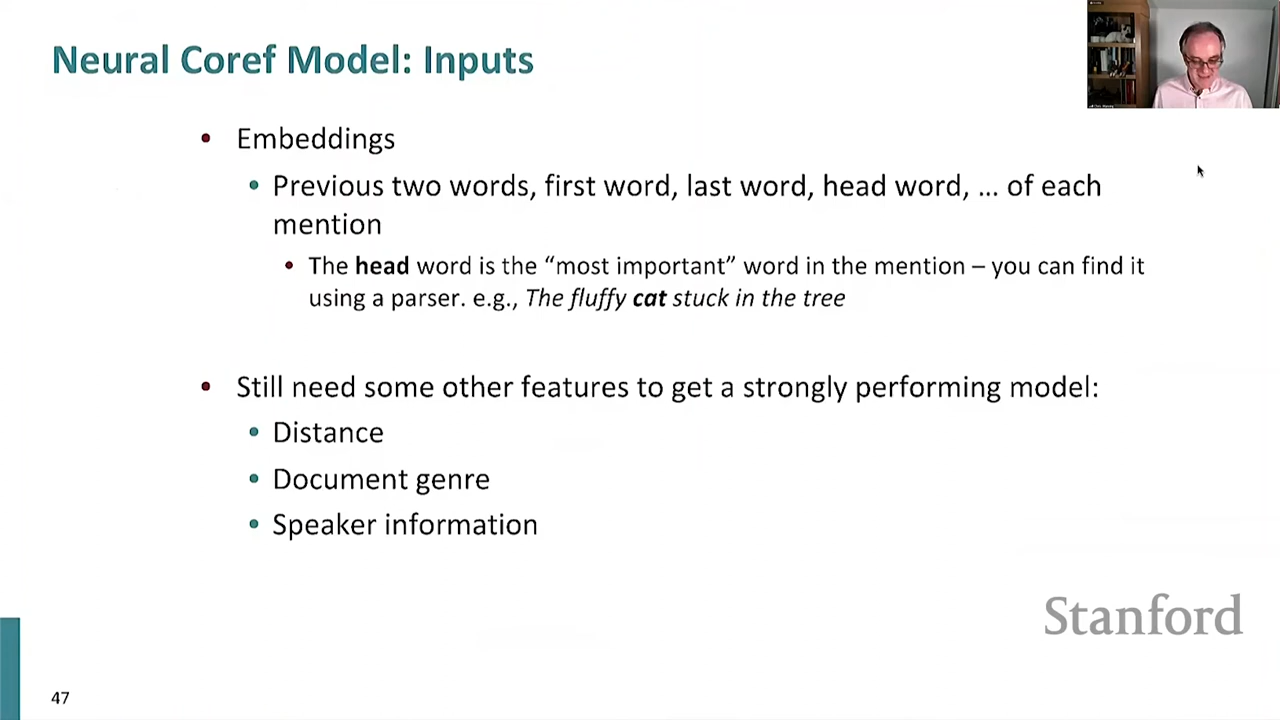 Neural Coref Model: Inputs
• Embeddings
• Previous two words, first word, last word, head word, … of each
mention
• The head word is the “most important” word in the mention – you can find it
using a parser. e.g., The fluffy cat stuck in the tree
• Still need some other features to get a strongly performing model:
• Distance
• Document genre
• Speaker information
Stanford
47